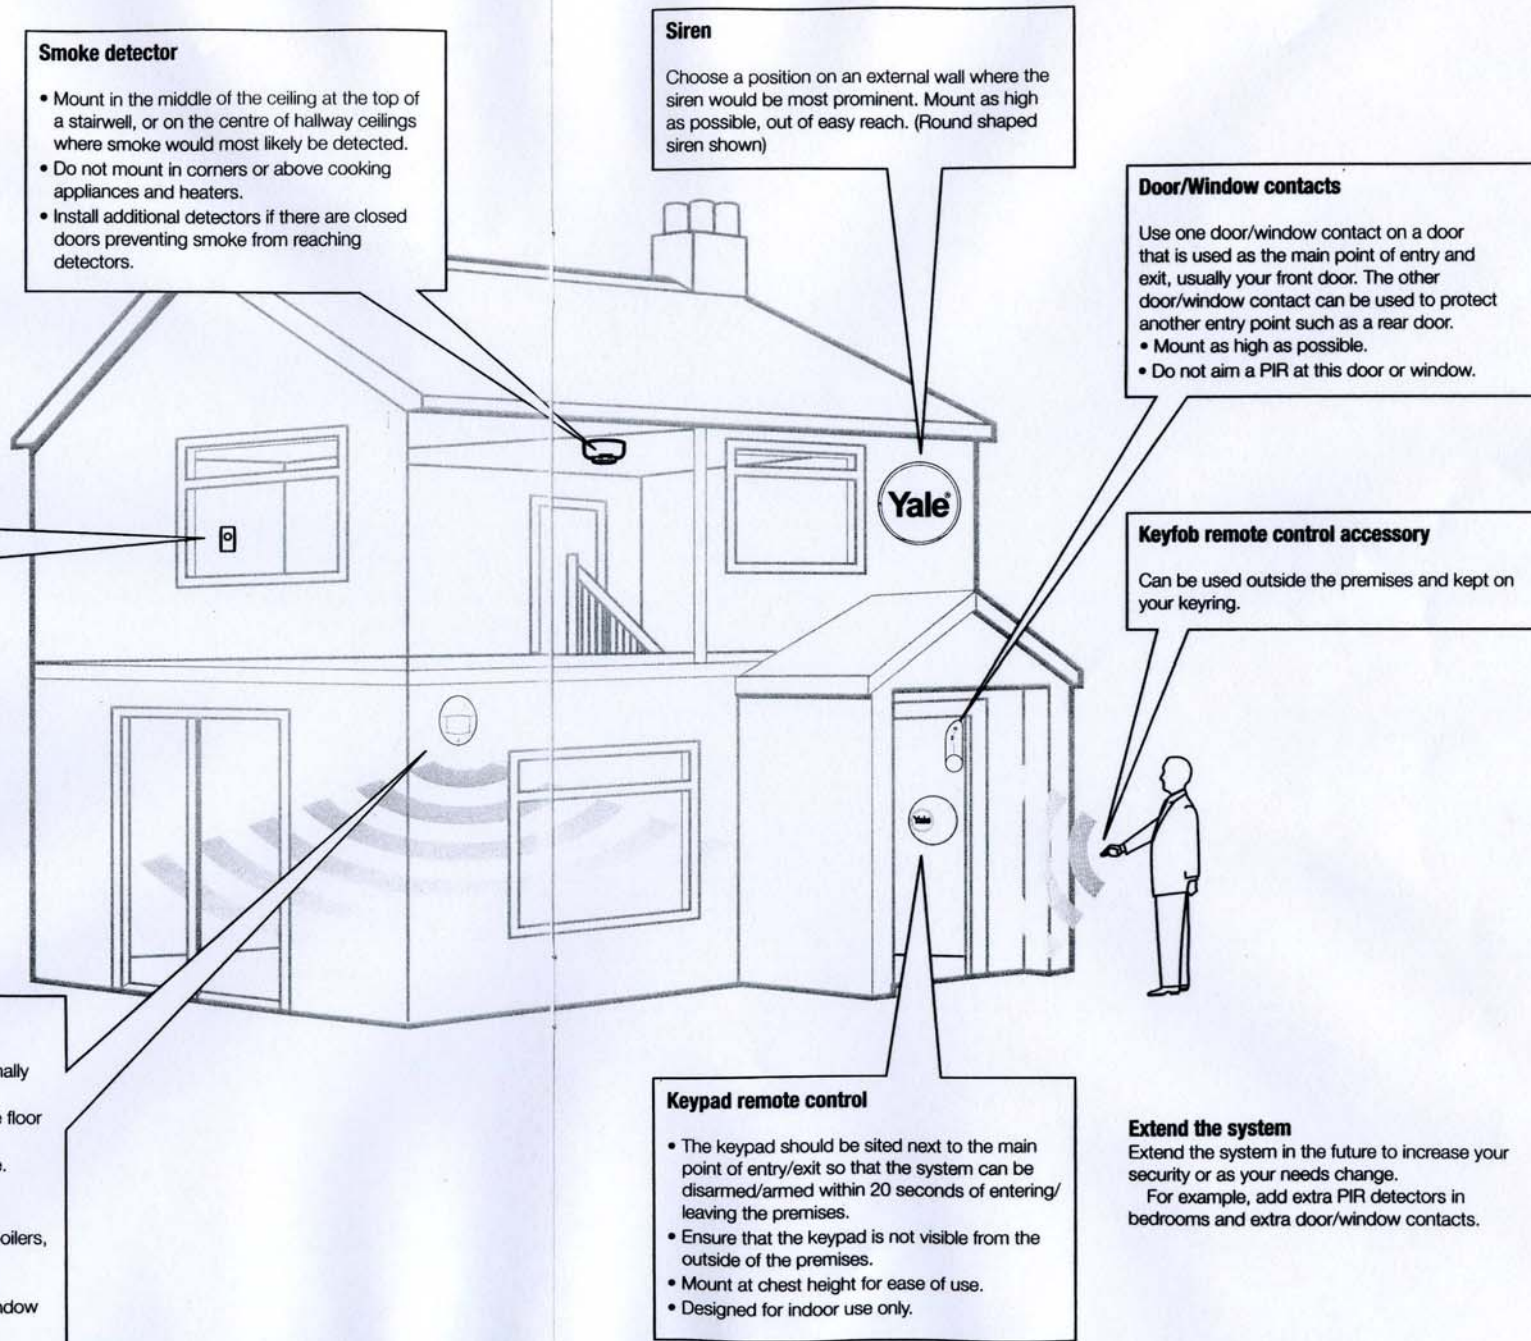 Smoke detector
• Mount in the middle of the ceiling at the top of
a stairwell, or on the centre of hallway ceilings
where smoke would most likely be detected.
• Do not mount in corners or above cooking
appliances and heaters.
• Install additional detectors if there are closed
doors preventing smoke from reaching
detectors.
Siren
Choose a position on an external wall where the
siren would be most prominent. Mount as high
as possible, out of easy reach. (Round shaped
siren shown)
Door/Window contacts
Use one door/window contact on a door
that is used as the main point of entry and
exit, usually your front door. The other
door/window contact can be used to protect
another entry point such as a rear door.
• Mount as high as possible.
• Do not aim a PIR at this door or window.
Yale®
Keyfob remote control accessory
Can be used outside the premises and kept on
your keyring.
Yale
floor
Keypad remote control
• The keypad should be sited next to the main
point of entry/exit so that the system can be
disarmed/armed within 20 seconds of entering/
leaving the premises.
• Ensure that the keypad is not visible from the
outside of the premises.
• Mount at chest height for ease of use.
• Designed for indoor use only.
Extend the system
Extend the system in the future to increase your
security or as your needs change.
For example, add extra PIR detectors in
bedrooms and extra door/window contacts.